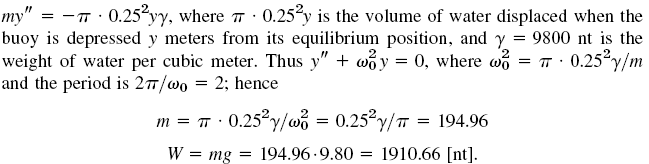 my″ = −π · 0.25²yγ, where π · 0.25²y is the volume of water displaced when the
buoy is depressed y meters from its equilibrium position, and γ = 9800 nt is the
weight of water per cubic meter. Thus y″ + ω₀²y = 0, where ω₀² = π · 0.25²γ/m
and the period is 2π/ω₀ = 2; hence
m = π · 0.25²γ/ω₀² = 0.25²γ/π = 194.96
W = mg = 194.96·9.80 = 1910.66 [nt].